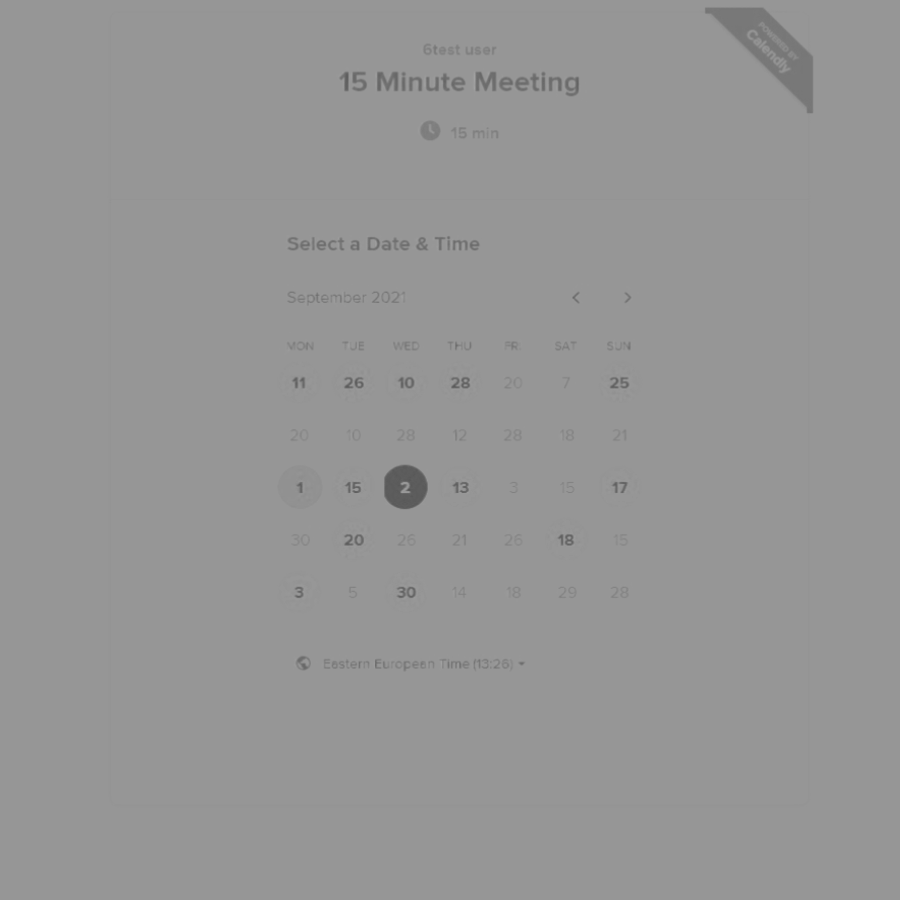 POWERED BY
Calendly
6test user
15 Minute Meeting
15 min
Select a Date & Time
September 2021
MON TUE WED THU FRI SAT SUN
11 26 10 28 20 7 25
20 10 28 12 28 18 21
1 15 2 13 3 15 17
30 20 26 21 26 18 15
3 5 30 14 18 29 28
Eastern European Time (13:26)